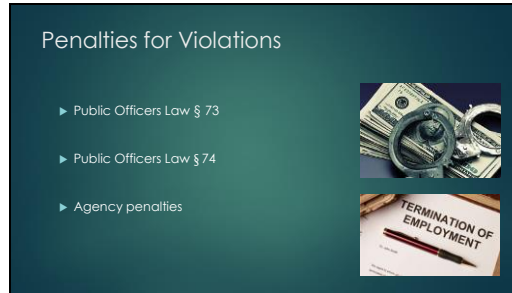 Penalties for Violations
Public Officers Law § 73
Public Officers Law § 74
Agency penalties
TERMINATION OF
EMPLOYMENT